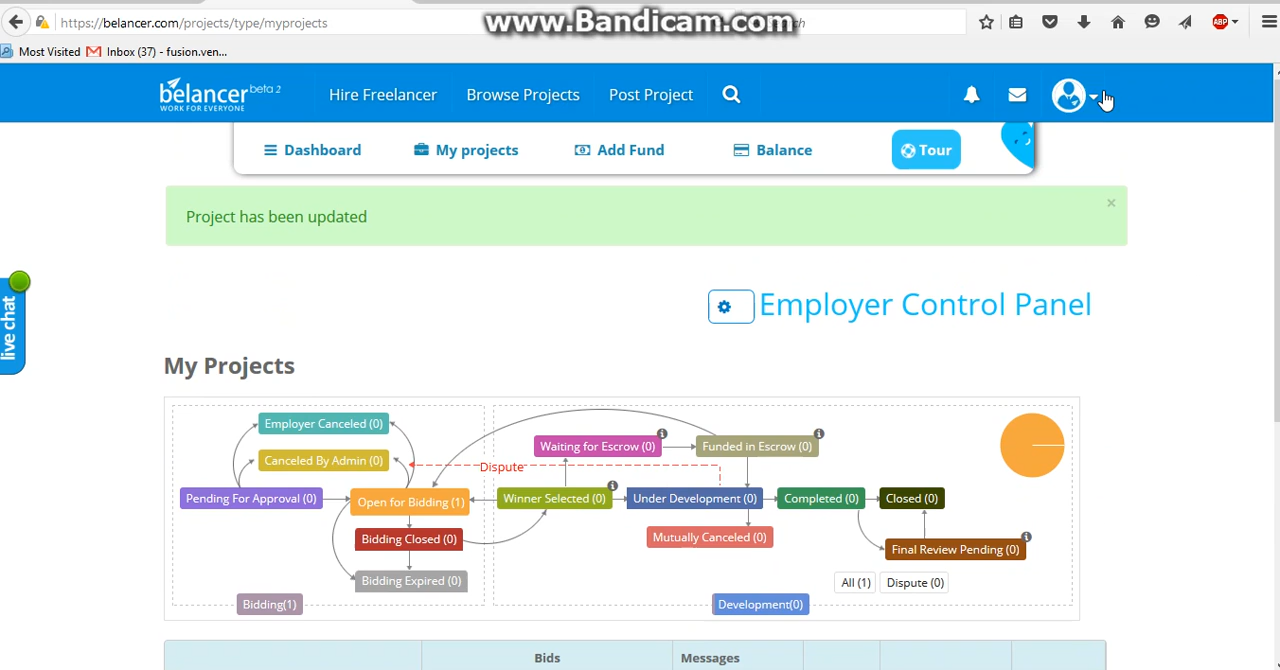 https://belancer.com/projects/type/myprojects
www.Bandicam.com
Most Visited Inbox (37) - fusion.ven...
belancer beta 2
WORK FOR EVERYONE
Hire Freelancer Browse Projects Post Project
Dashboard My projects Add Fund Balance Tour
Project has been updated ×
live chat
Employer Control Panel
My Projects
Employer Canceled (0)
Waiting for Escrow (0) Funded in Escrow (0)
Canceled By Admin (0)
Dispute
Pending For Approval (0) Open for Bidding (1) Winner Selected (0) Under Development (0) Completed (0) Closed (0)
Bidding Closed (0) Mutually Canceled (0)
Final Review Pending (0)
Bidding Expired (0) All (1) Dispute (0)
Bidding(1) Development(0)
Bids Messages